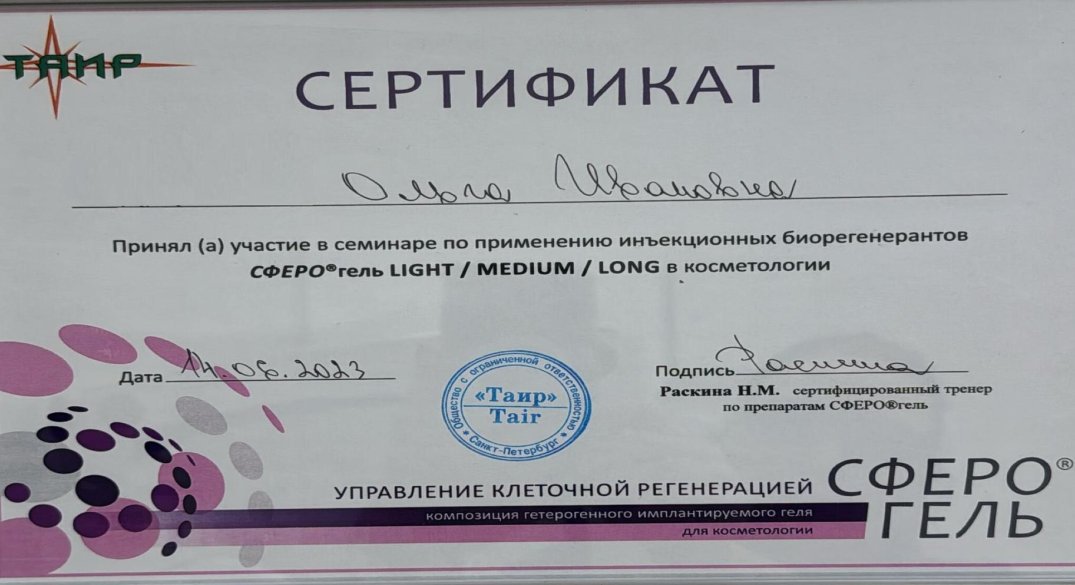 ТАИР
СЕРТИФИКАТ
Ольга Ивановна
Принял (а) участие в семинаре по применению инъекционных биорегенерантов
СФЕРО®гель LIGHT / MEDIUM / LONG в косметологии
Дата 14.06.2023
Общество с ограниченной ответственностью
«Таир»
Tair
* Санкт-Петербург *
Подпись Раскина
Раскина Н.М. сертифицированный тренер
по препаратам СФЕРО®гель
УПРАВЛЕНИЕ КЛЕТОЧНОЙ РЕГЕНЕРАЦИЕЙ
композиция гетерогенного имплантируемого геля
для косметологии
СФЕРО®
ГЕЛЬ